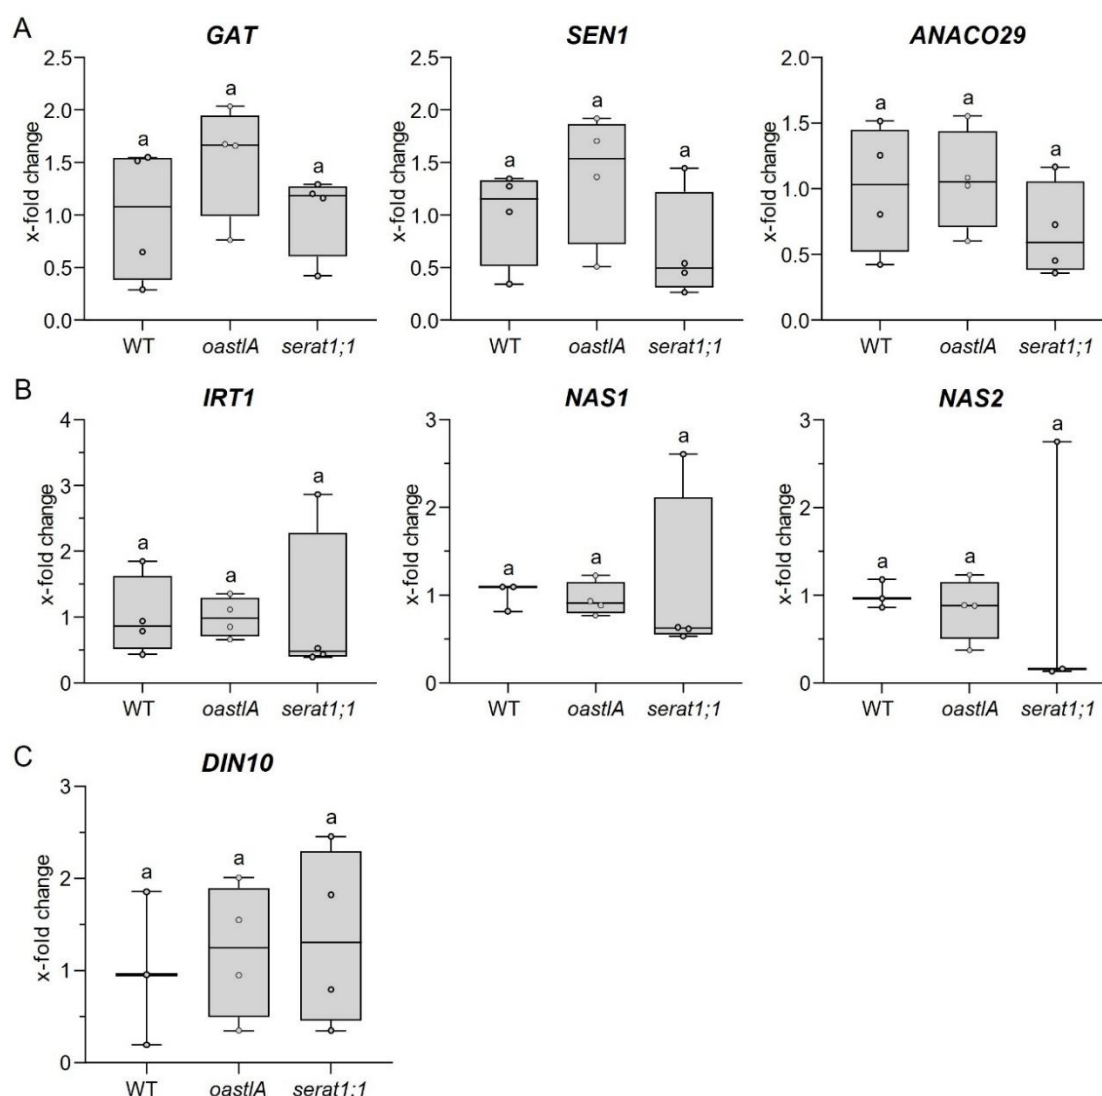 A
GAT
SEN1
ANACO29
x-fold change
2.5
2.0
1.5
1.0
0.5
0.0
a
a
a
WT
oastlA
serat1;1
x-fold change
2.5
2.0
1.5
1.0
0.5
0.0
a
a
a
WT
oastlA
serat1;1
x-fold change
2.0
1.5
1.0
0.5
0.0
a
a
a
WT
oastlA
serat1;1
B
IRT1
NAS1
NAS2
x-fold change
4
3
2
1
0
a
a
a
WT
oastlA
serat1;1
x-fold change
3
2
1
0
a
a
WT
oastlA
serat1;1
x-fold change
3
2
1
0
a
a
a
WT
oastlA
serat1;1
C
DIN10
x-fold change
3
2
1
0
a
a
a
WT
oastlA
serat1;1